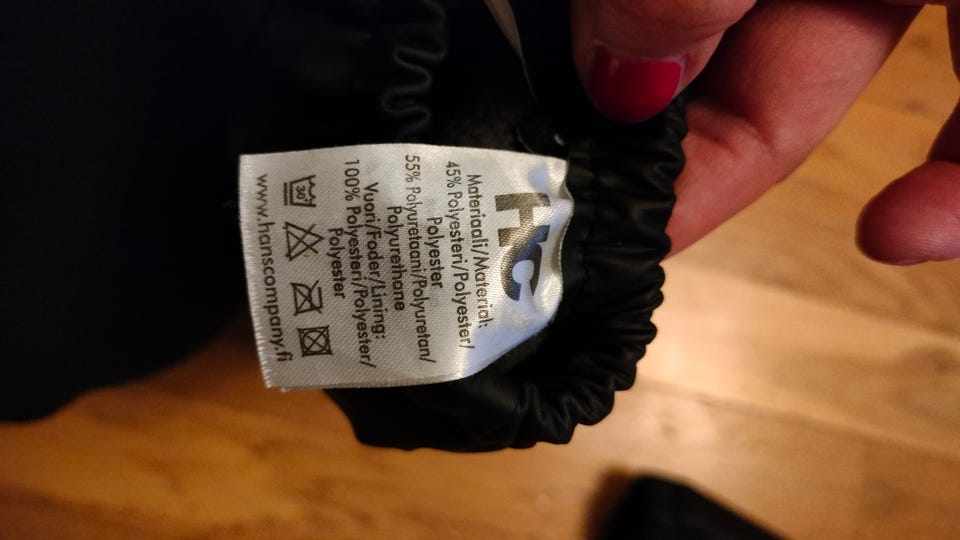 HC
Materiaali/Material:
45% Polyesteri/Polyester/
Polyester
55% Polyuretaani/Polyuretan/
Polyurethane
Vuori/Foder/Lining:
100% Polyesteri/Polyester/
Polyester
30°
www.hanscompany.fi